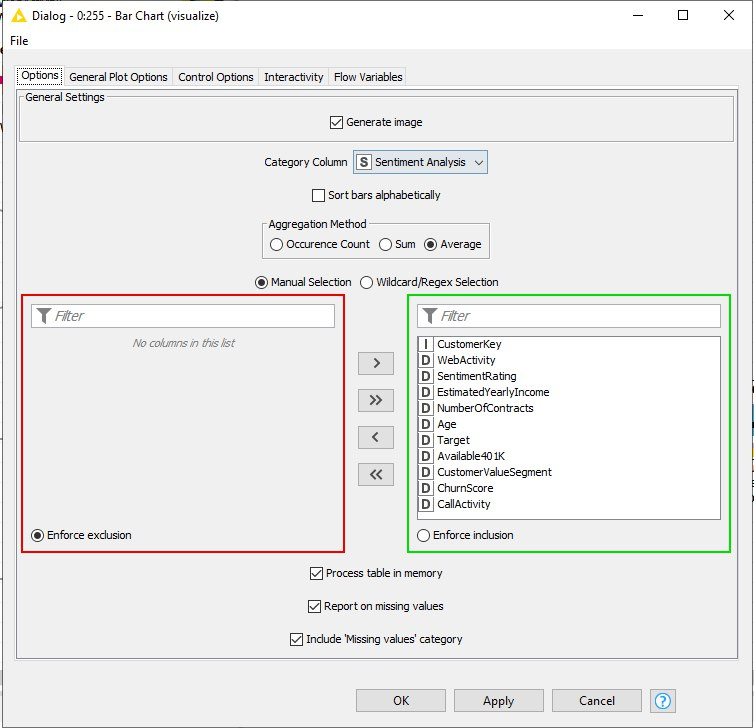 Dialog - 0:255 - Bar Chart (visualize)
File
Options General Plot Options Control Options Interactivity Flow Variables
General Settings
Generate image
Category Column S Sentiment Analysis
Sort bars alphabetically
Aggregation Method
Occurence Count Sum Average
Manual Selection Wildcard/Regex Selection
Filter
No columns in this list
Enforce exclusion
>
>>
<
<<
Filter
I CustomerKey
D WebActivity
D SentimentRating
D EstimatedYearlyIncome
D NumberOfContracts
D Age
D Target
D Available401K
D CustomerValueSegment
D ChurnScore
D CallActivity
Enforce inclusion
Process table in memory
Report on missing values
Include 'Missing values' category
OK Apply Cancel ?